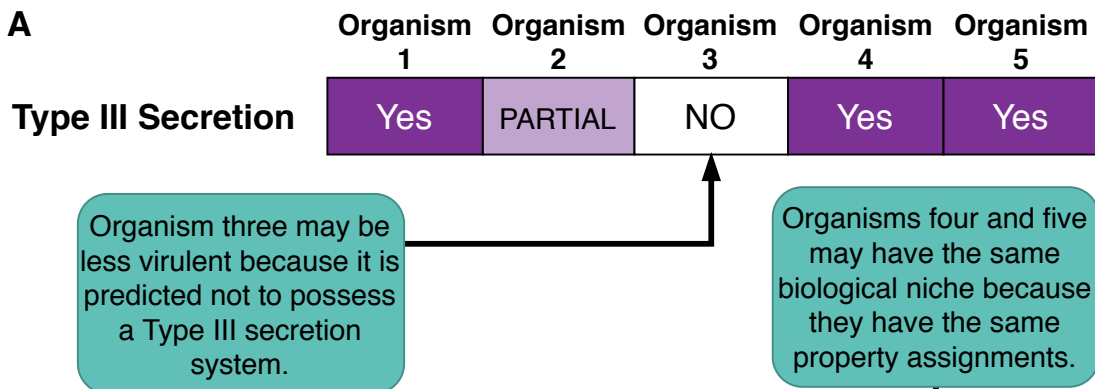 A
Organism Organism Organism Organism Organism
1 2 3 4 5
Type III Secretion Yes PARTIAL NO Yes Yes
Organism three may be
less virulent because it is
predicted not to possess
a Type III secretion
system.
Organisms four and five
may have the same
biological niche because
they have the same
property assignments.